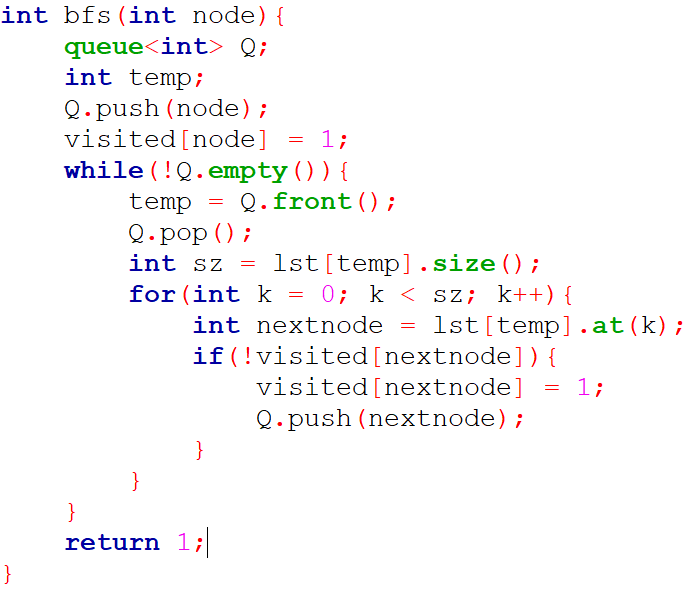 int bfs(int node){
    queue<int> Q;
    int temp;
    Q.push(node);
    visited[node] = 1;
    while(!Q.empty()){
        temp = Q.front();
        Q.pop();
        int sz = lst[temp].size();
        for(int k = 0; k < sz; k++){
            int nextnode = lst[temp].at(k);
            if(!visited[nextnode]){
                visited[nextnode] = 1;
                Q.push(nextnode);
            }
        }
    }
    return 1;
}